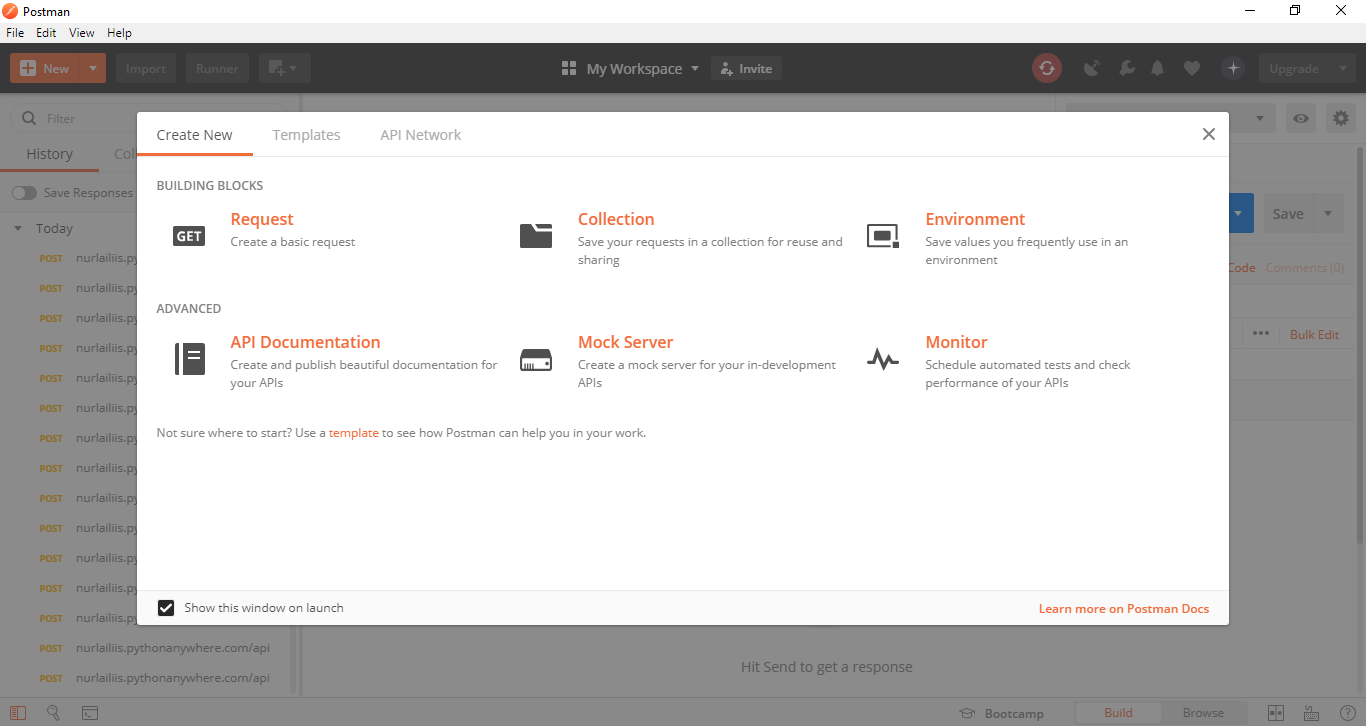 Postman
File Edit View Help
New Import Runner My Workspace Invite Upgrade
Filter
Create New Templates API Network
History
Save Responses
BUILDING BLOCKS
Request
Create a basic request
Collection
Save your requests in a collection for reuse and
sharing
Environment
Save values you frequently use in an
environment
Save
Today
Code Comments (0)
ADVANCED
API Documentation
Create and publish beautiful documentation for
your APIs
Mock Server
Create a mock server for your in-development
APIs
Monitor
Schedule automated tests and check
performance of your APIs
Bulk Edit
Not sure where to start? Use a template to see how Postman can help you in your work.
POST nurlailiis.py
POST nurlailiis.py
POST nurlailiis.py
POST nurlailiis.py
POST nurlailiis.py
POST nurlailiis.py
POST nurlailiis.py
POST nurlailiis.py
POST nurlailiis.py
POST nurlailiis.py
POST nurlailiis.py
POST nurlailiis.py
POST nurlailiis.py
POST nurlailiis.pythonanywhere.com/api
POST nurlailiis.pythonanywhere.com/api
Show this window on launch
Learn more on Postman Docs
Hit Send to get a response
Bootcamp Build Browse